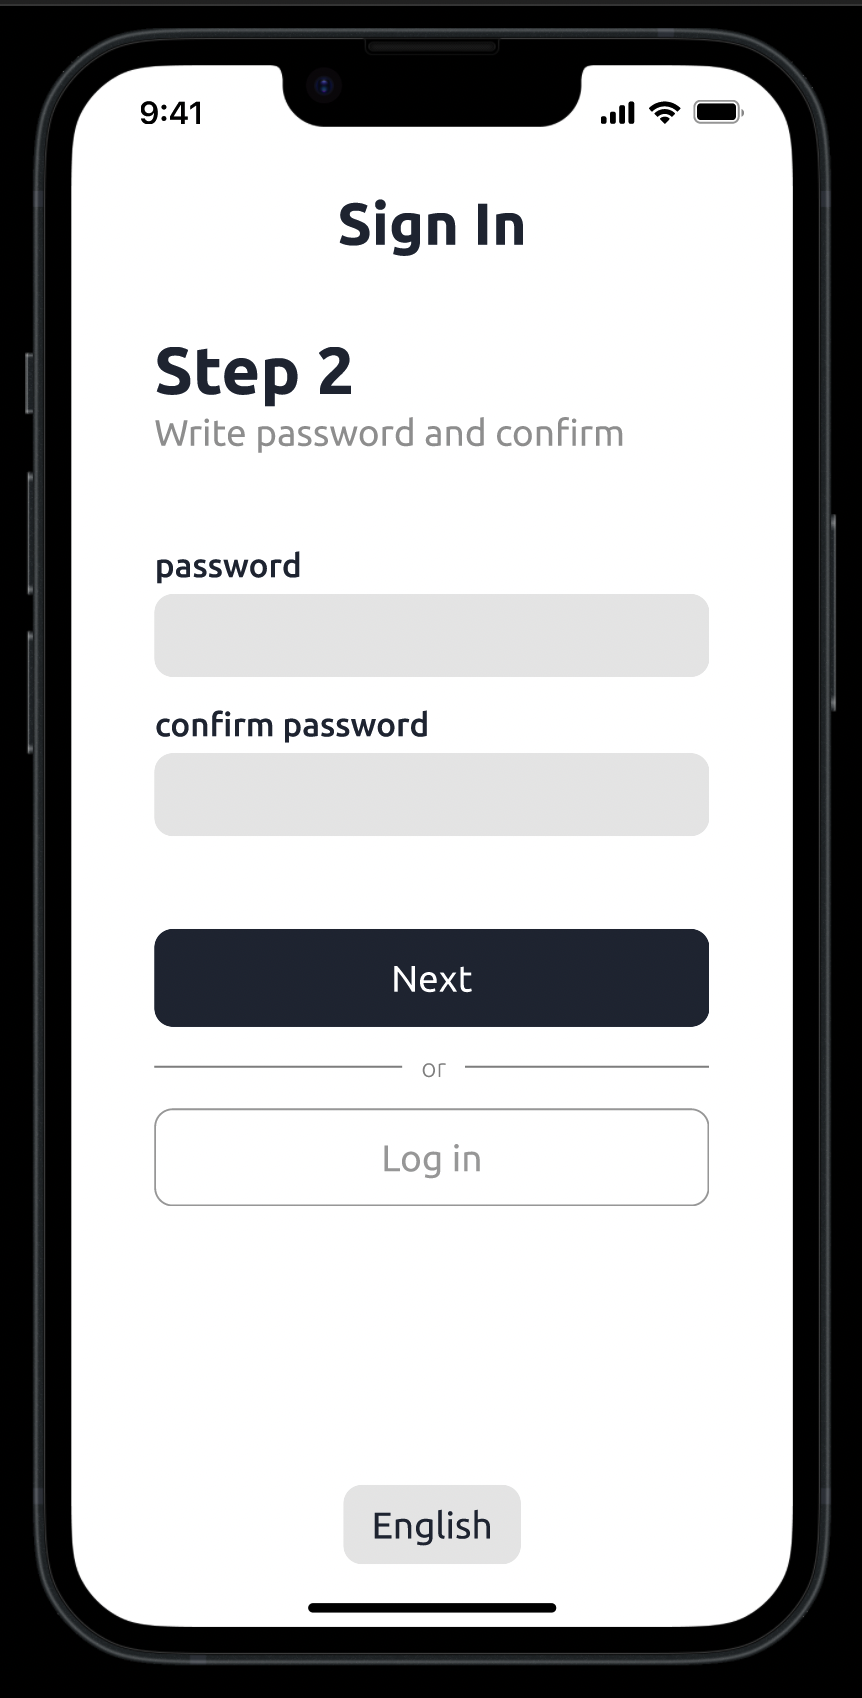 9:41
Sign In
Step 2
Write password and confirm
password
confirm password
Next
or
Log in
English